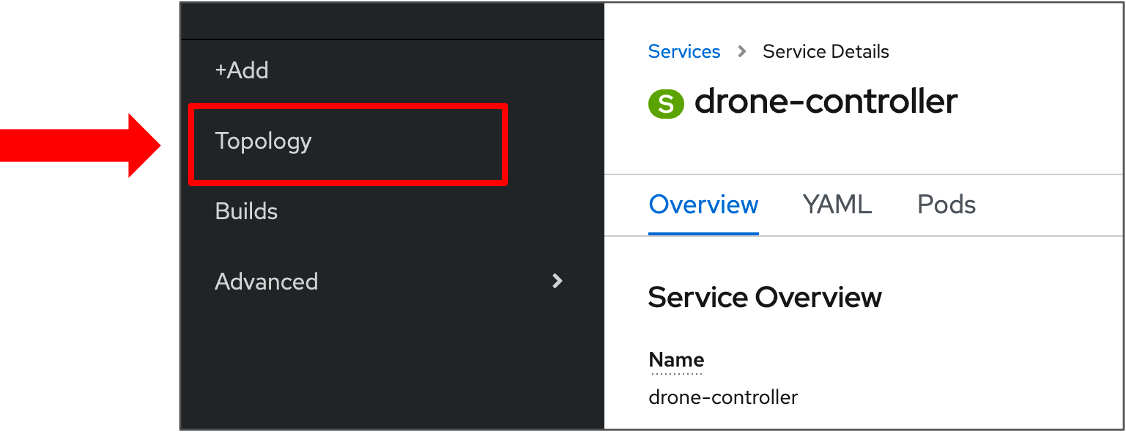 +Add
Topology
Builds
Advanced
Services > Service Details
S drone-controller
Overview YAML Pods
Service Overview
Name
drone-controller